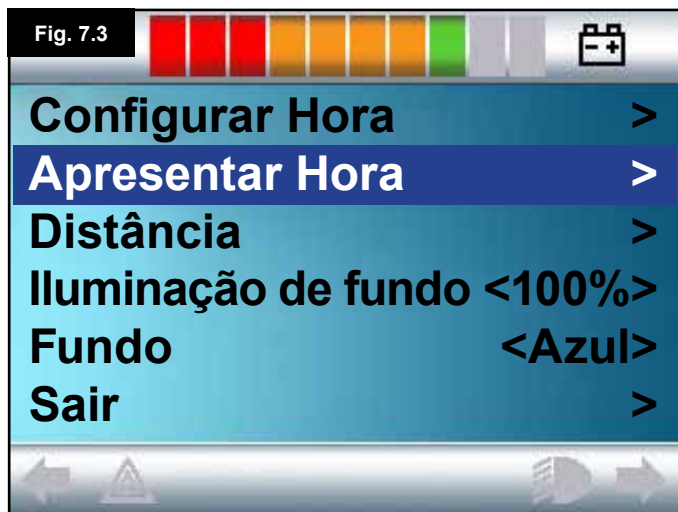 Fig. 7.3
Configurar Hora >
Apresentar Hora >
Distância >
Iluminação de fundo <100%>
Fundo <Azul>
Sair >